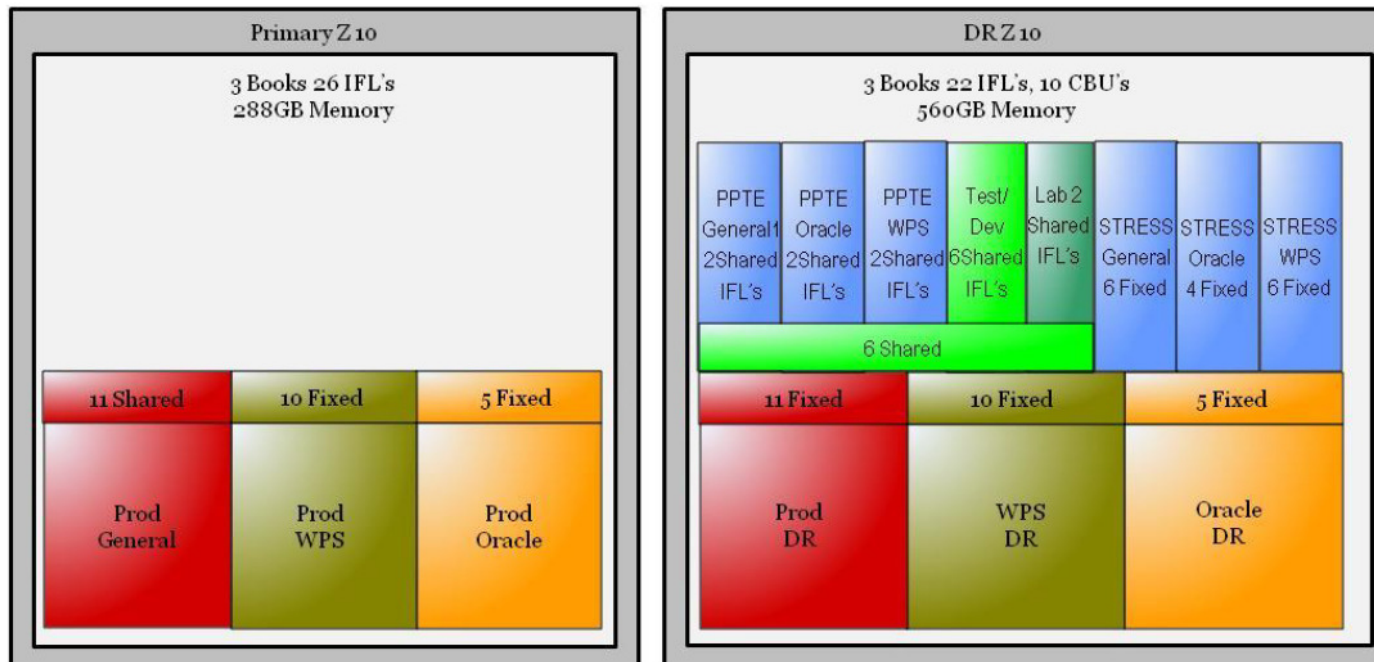 Primary Z 10
3 Books 26 IFL's
288GB Memory
11 Shared
10 Fixed
5 Fixed
Prod
General
Prod
WPS
Prod
Oracle
DR Z 10
3 Books 22 IFL's, 10 CBU's
560GB Memory
PPTE
General1
2Shared
IFL's
PPTE
Oracle
2Shared
IFL's
PPTE
WPS
2Shared
IFL's
Test/
Dev
6Shared
IFL's
Lab 2
Shared
IFL's
STRESS
General
6 Fixed
STRESS
Oracle
4 Fixed
STRESS
WPS
6 Fixed
6 Shared
11 Fixed
10 Fixed
5 Fixed
Prod
DR
WPS
DR
Oracle
DR